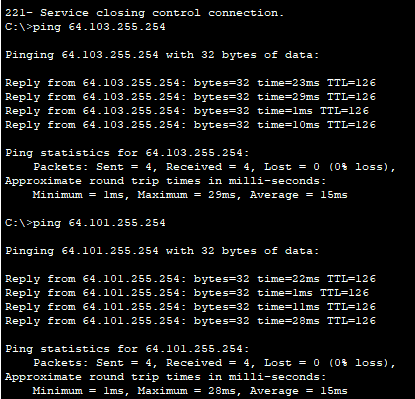 221- Service closing control connection.
C:\>ping 64.103.255.254
Pinging 64.103.255.254 with 32 bytes of data:
Reply from 64.103.255.254: bytes=32 time=23ms TTL=126
Reply from 64.103.255.254: bytes=32 time=29ms TTL=126
Reply from 64.103.255.254: bytes=32 time=1ms TTL=126
Reply from 64.103.255.254: bytes=32 time=10ms TTL=126
Ping statistics for 64.103.255.254:
Packets: Sent = 4, Received = 4, Lost = 0 (0% loss),
Approximate round trip times in milli-seconds:
Minimum = 1ms, Maximum = 29ms, Average = 15ms
C:\>ping 64.101.255.254
Pinging 64.101.255.254 with 32 bytes of data:
Reply from 64.101.255.254: bytes=32 time=22ms TTL=126
Reply from 64.101.255.254: bytes=32 time=1ms TTL=126
Reply from 64.101.255.254: bytes=32 time=11ms TTL=126
Reply from 64.101.255.254: bytes=32 time=28ms TTL=126
Ping statistics for 64.101.255.254:
Packets: Sent = 4, Received = 4, Lost = 0 (0% loss),
Approximate round trip times in milli-seconds:
Minimum = 1ms, Maximum = 28ms, Average = 15ms